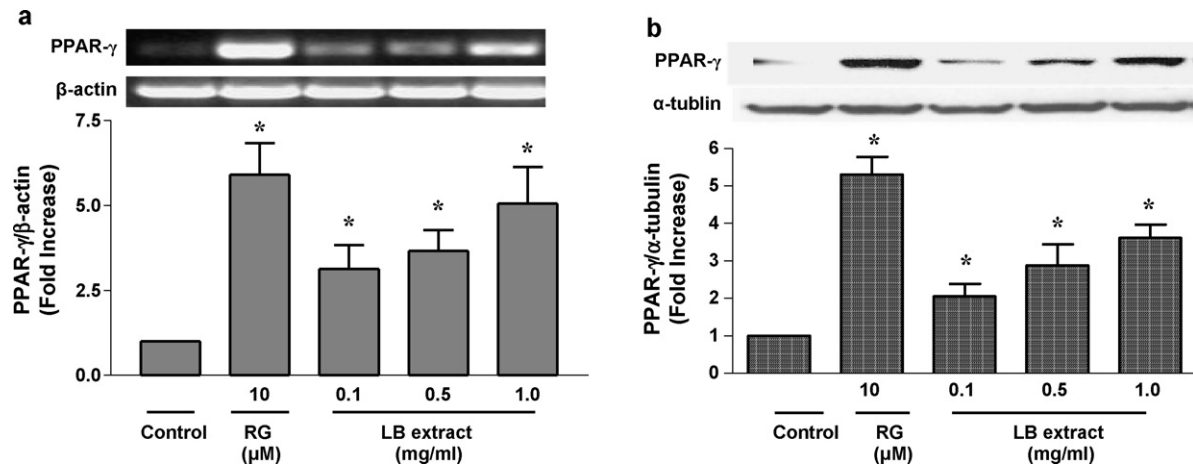 a
PPAR-γ
β-actin
PPAR-γ/β-actin
(Fold Increase)
7.5
5.0
2.5
0.0
*
*
*
*
10
0.1
0.5
1.0
Control
RG
(μM)
LB extract
(mg/ml)
b
PPAR-γ
α-tublin
PPAR-γ/α-tubulin
(Fold Increase)
6
5
4
3
2
1
0
*
*
*
*
10
0.1
0.5
1.0
Control
RG
(μM)
LB extract
(mg/ml)